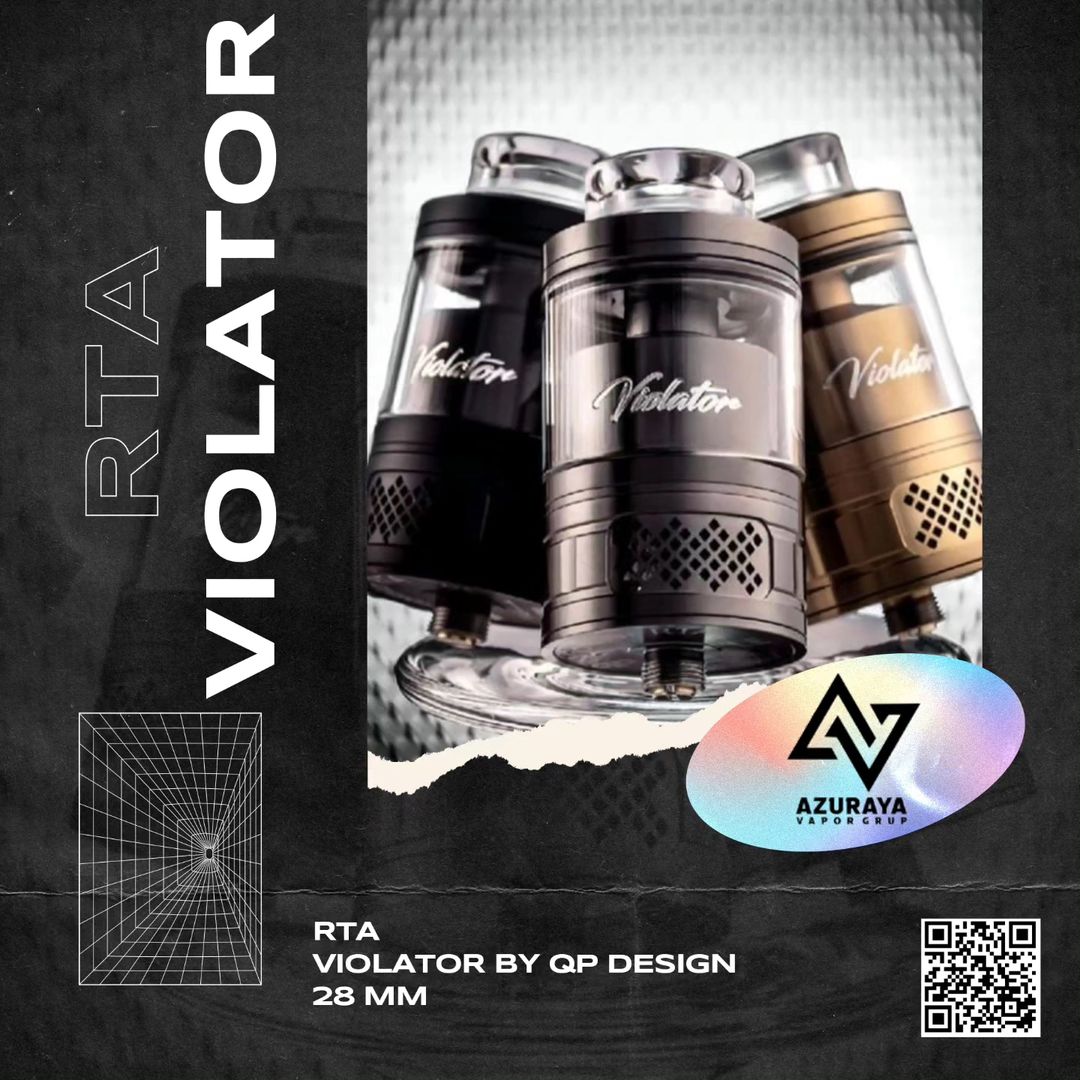 RTA
VIOLATOR
Violator
Violator
Violator
AZURAYA
VAPOR GRUP
RTA
VIOLATOR BY QP DESIGN
28 MM